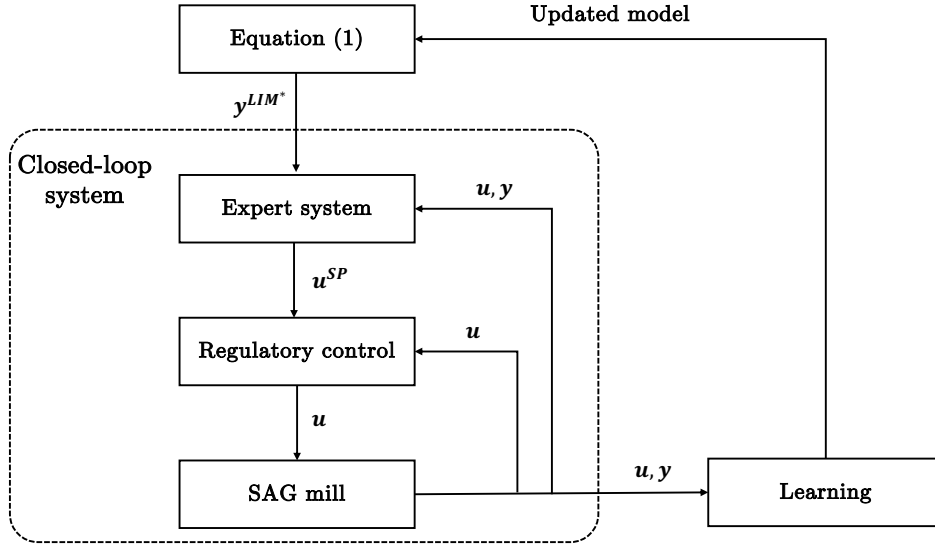 Updated model
Equation (1)
y^{LIM*}
Closed-loop
system
Expert system
u, y
u^{SP}
Regulatory control
u
u
SAG mill
u, y
Learning